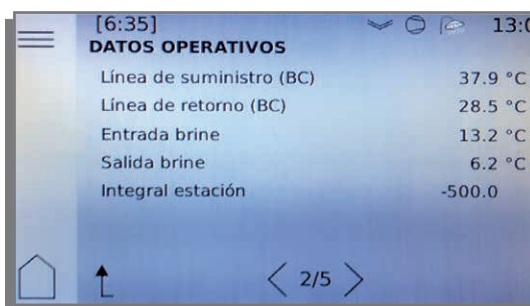 [6:35] 13:0
DATOS OPERATIVOS
Línea de suministro (BC) 37.9 °C
Línea de retorno (BC) 28.5 °C
Entrada brine 13.2 °C
Salida brine 6.2 °C
Integral estación -500.0
2/5